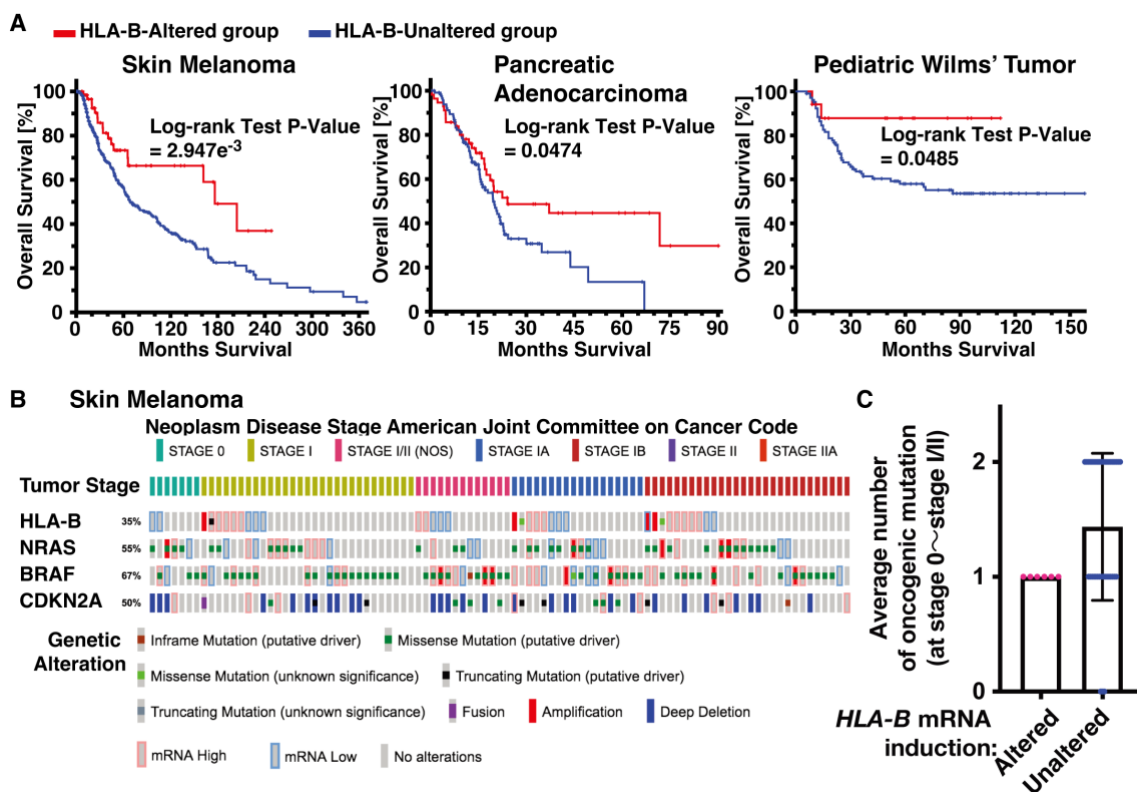 A
HLA-B-Altered group HLA-B-Unaltered group
Skin Melanoma
Overall Survival [%]
100
80
60
40
20
0
Log-rank Test P-Value
= 2.947e-3
60 120 180 240 300 360
Months Survival
Pancreatic
Adenocarcinoma
Overall Survival [%]
100
80
60
40
20
0
Log-rank Test P-Value
= 0.0474
0 15 30 45 60 75 90
Months Survival
Pediatric Wilms’ Tumor
Overall Survival [%]
100
80
60
40
20
0
Log-rank Test P-Value
= 0.0485
0 30 60 90 120 150
Months Survival
B Skin Melanoma
Neoplasm Disease Stage American Joint Committee on Cancer Code
STAGE 0 STAGE I STAGE I/II (NOS) STAGE IA STAGE IB STAGE II STAGE IIA
Tumor Stage
HLA-B 35%
NRAS 55%
BRAF 67%
CDKN2A 50%
Genetic
Alteration
Inframe Mutation (putative driver) Missense Mutation (putative driver)
Missense Mutation (unknown significance) Truncating Mutation (putative driver)
Truncating Mutation (unknown significance) Fusion Amplification Deep Deletion
mRNA High mRNA Low No alterations
C
Average number
of oncogenic mutation
(at stage 0～stage I/II)
2
1
0
HLA-B mRNA
induction:
Altered
Unaltered